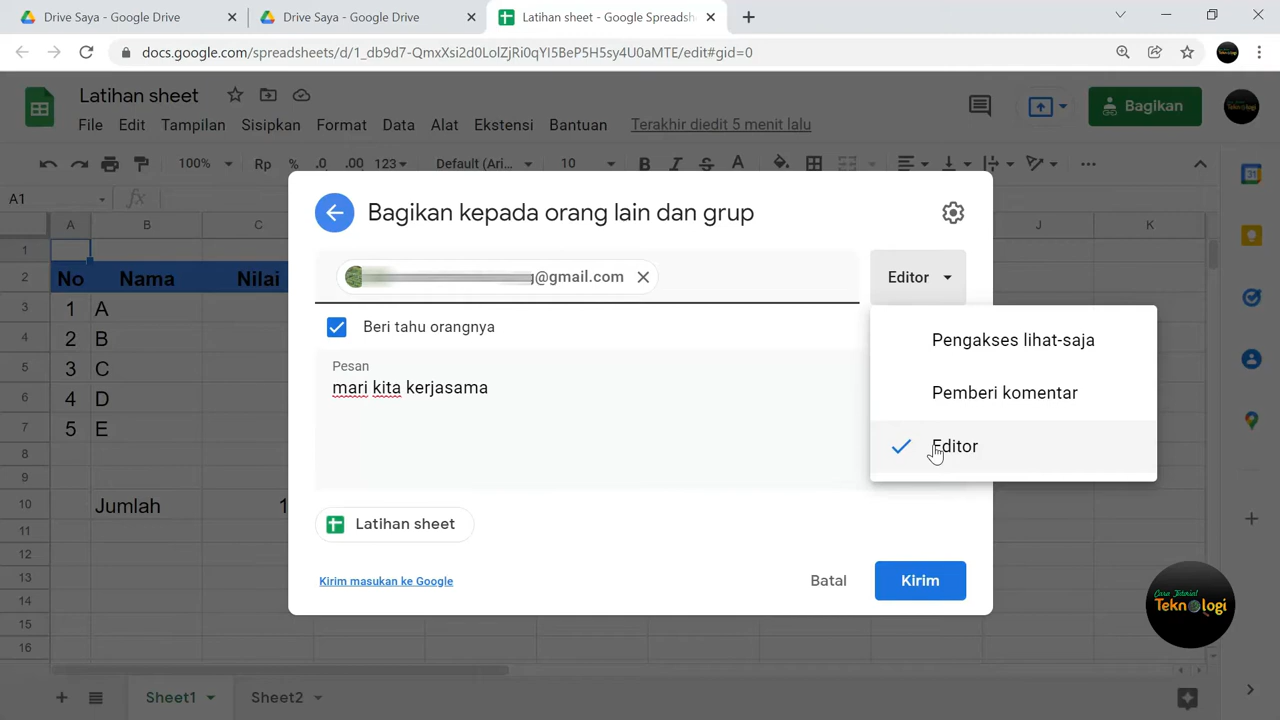 Drive Saya - Google Drive
Drive Saya - Google Drive
Latihan sheet - Google Spreadsh
docs.google.com/spreadsheets/d/1_db9d7-QmxXsi2d0LolZjRi0qYI5BeP5H5sy4U0aMTE/edit#gid=0
Latihan sheet
File Edit Tampilan Sisipkan Format Data Alat Ekstensi Bantuan Terakhir diedit 5 menit lalu
Bagikan
100% Rp % .0 .00 123 Default (Ari... 10 B I S A
A1 fx
A B C J K
1
2 No Nama Nilai
3 1 A
4 2 B
5 3 C
6 4 D
7 5 E
8
9
10 Jumlah 1
11
12
13
14
15
16
Bagikan kepada orang lain dan grup
@gmail.com
Editor
Beri tahu orangnya
Pesan
mari kita kerjasama
Pengakses lihat-saja
Pemberi komentar
Editor
Latihan sheet
Kirim masukan ke Google
Batal
Kirim
Cara Tutorial
Teknologi
Sheet1
Sheet2